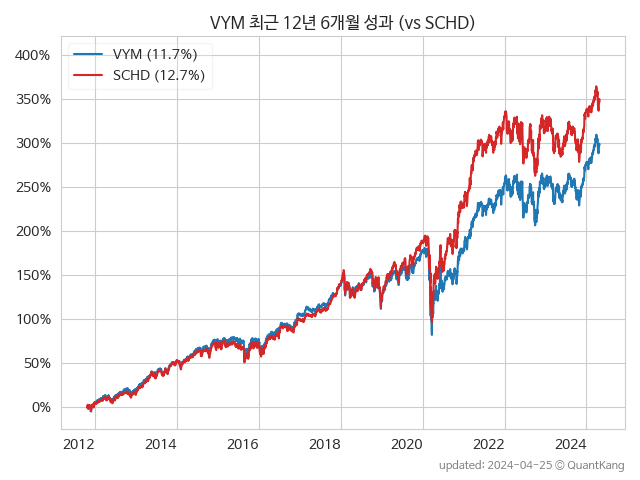 VYM 최근 12년 6개월 성과 (vs SCHD)
VYM (11.7%)
SCHD (12.7%)
400%
350%
300%
250%
200%
150%
100%
50%
0%
2012 2014 2016 2018 2020 2022 2024
updated: 2024-04-25 ⓒ QuantKang